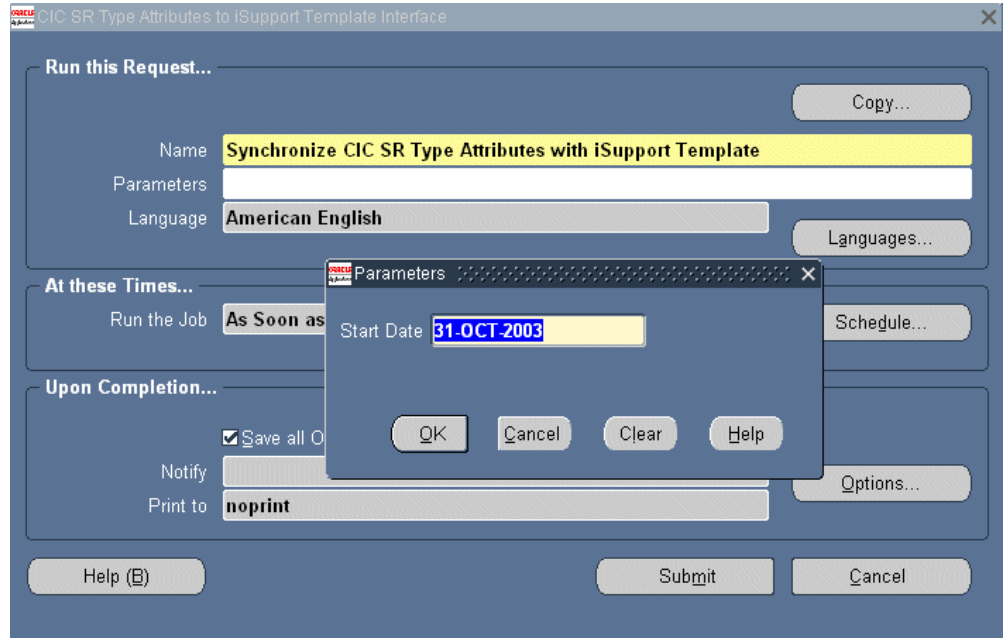 ORACLE
CIC SR Type Attributes to iSupport Template Interface
Run this Request...
Copy...
Name Synchronize CIC SR Type Attributes with iSupport Template
Parameters
Language American English
Languages...
At these Times...
Run the Job As Soon as
Schedule...
ORACLE Parameters
Start Date 31-OCT-2003
OK Cancel Clear Help
Upon Completion...
Save all O
Notify
Options...
Print to noprint
Help (B) Submit Cancel